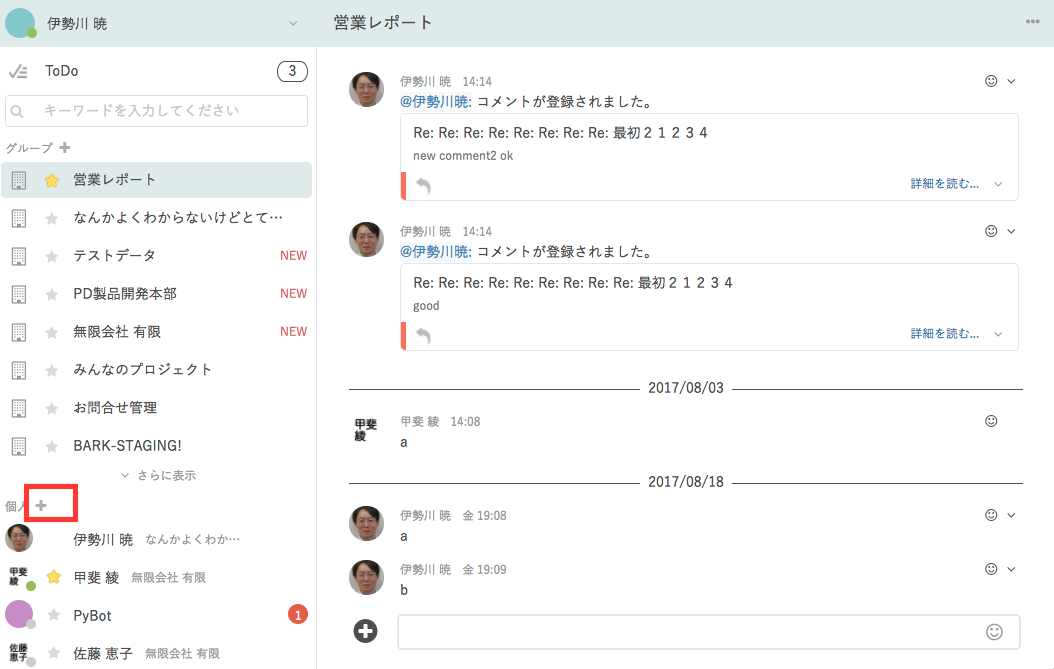 伊勢川 暁
ToDo
3
キーワードを入力してください
グループ
営業レポート
なんかよくわからないけどとて…
テストデータ
NEW
PD製品開発本部
NEW
無限会社 有限
NEW
みんなのプロジェクト
お問合せ管理
BARK-STAGING!
さらに表示
個人
伊勢川 暁 なんかよくわか…
甲斐 綾
甲斐 綾 無限会社 有限
PyBot
1
佐藤 恵子
佐藤 恵子 無限会社 有限
営業レポート
伊勢川 暁 14:14
@伊勢川暁: コメントが登録されました。
Re: Re: Re: Re: Re: Re: Re: Re: 最初２１２３４
new comment2 ok
詳細を読む...
伊勢川 暁 14:14
@伊勢川暁: コメントが登録されました。
Re: Re: Re: Re: Re: Re: Re: Re: Re: 最初２１２３４
good
詳細を読む...
2017/08/03
甲斐 綾
甲斐 綾 14:08
a
2017/08/18
伊勢川 暁 金 19:08
a
伊勢川 暁 金 19:09
b